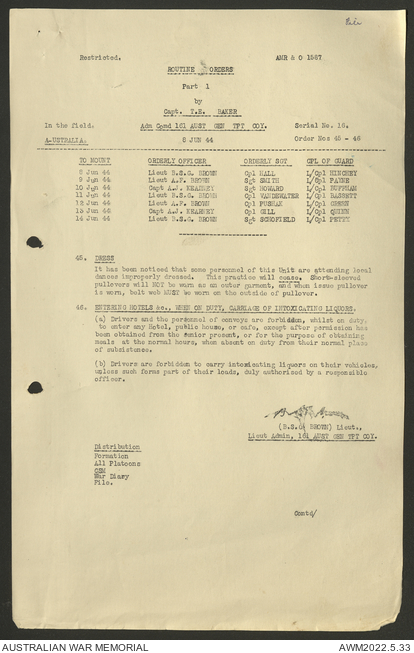 File
Restricted. AMR & O 1587
ROUTINE ORDERS
Part 1
by
Capt. T.E. BAKER
In the field. Adm Comd 161 AUST GEN TPT COY. Serial No. 16.
A-USTRALIA. 8 JUN 44 Order Nos 45 - 46
TO MOUNT ORDERLY OFFICER ORDERLY SGT CPL OF GUARD
8 Jun 44 Lieut B.S.G. BROWN Cpl HALL L/Cpl HINCHEY
9 Jun 44 Lieut A.F. BROWN Sgt SMITH L/Cpl PAYNE
10 Jun 44 Capt A.J. KEARNEY Sgt HOWARD L/Cpl HUFFMAN
11 Jun 44 Lieut B.S.G. BROWN Cpl VANDEWATER L/Cpl BASSETT
12 Jun 44 Lieut A.F. BROWN Cpl PUSMAN L/Cpl GREEN
13 Jun 44 Capt A.J. KEARNEY Cpl GILL L/Cpl QUINN
14 Jun 44 Lieut B.S.G. BROWN Sgt SCHOFIELD L/Cpl PETTY
45. DRESS
It has been noticed that some personnel of this Unit are attending local
dances improperly dressed. This practice will cease. Short-sleeved
pullovers will NOT be worn as an outer garment, and when issue pullover
is worn, belt web MUST be worn on the outside of pullover.
46. ENTERING HOTELS &c., WHEN ON DUTY, CARRIAGE OF INTOXICATING LIQUORS.
(a) Drivers and the personnel of convoys are forbidden, whilst on duty,
to enter any Hotel, public house, or cafe, except after permission has
been obtained from the senior present, or for the purpose of obtaining
meals at the normal hours, when absent on duty from their normal place
of subsistence.
(b) Drivers are forbidden to carry intoxicating liquors on their vehicles,
unless such forms part of their loads, duly authorised by a responsible
officer.
(B.S.G. BROWN) Lieut.,
Lieut Admin, 161 AUST GEN TPT COY.
Distribution
Formation
All Platoons
CSM
War Diary
File.
Contd/
AUSTRALIAN WAR MEMORIAL AWM2022.5.33